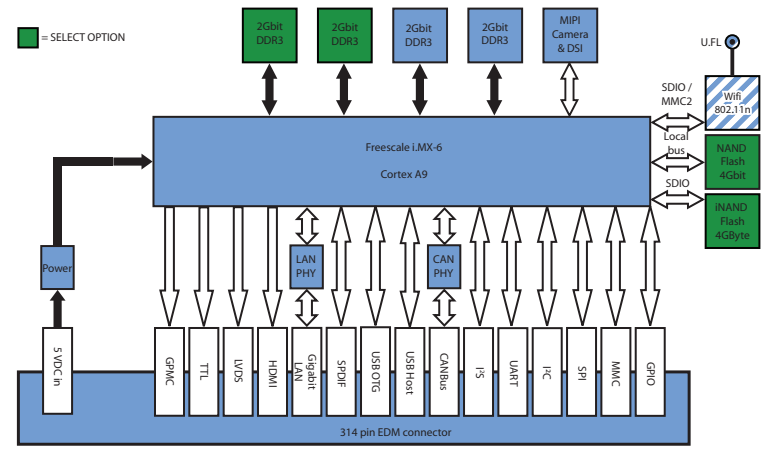 = SELECT OPTION
2Gbit
DDR3
2Gbit
DDR3
2Gbit
DDR3
2Gbit
DDR3
MIPI
Camera
& DSI
U.FL
SDIO /
MMC2
Wifi
802.11n
Freescale i.MX-6
Cortex A9
Local
bus
NAND
Flash
4Gbit
SDIO
iNAND
Flash
4GByte
Power
LAN
PHY
CAN
PHY
5 VDC in
GPMC
TTL
LVDS
HDMI
Gigabit
LAN
SPDIF
USB OTG
USB Host
CANBus
I²S
UART
I²C
SPI
MMC
GPIO
314 pin EDM connector